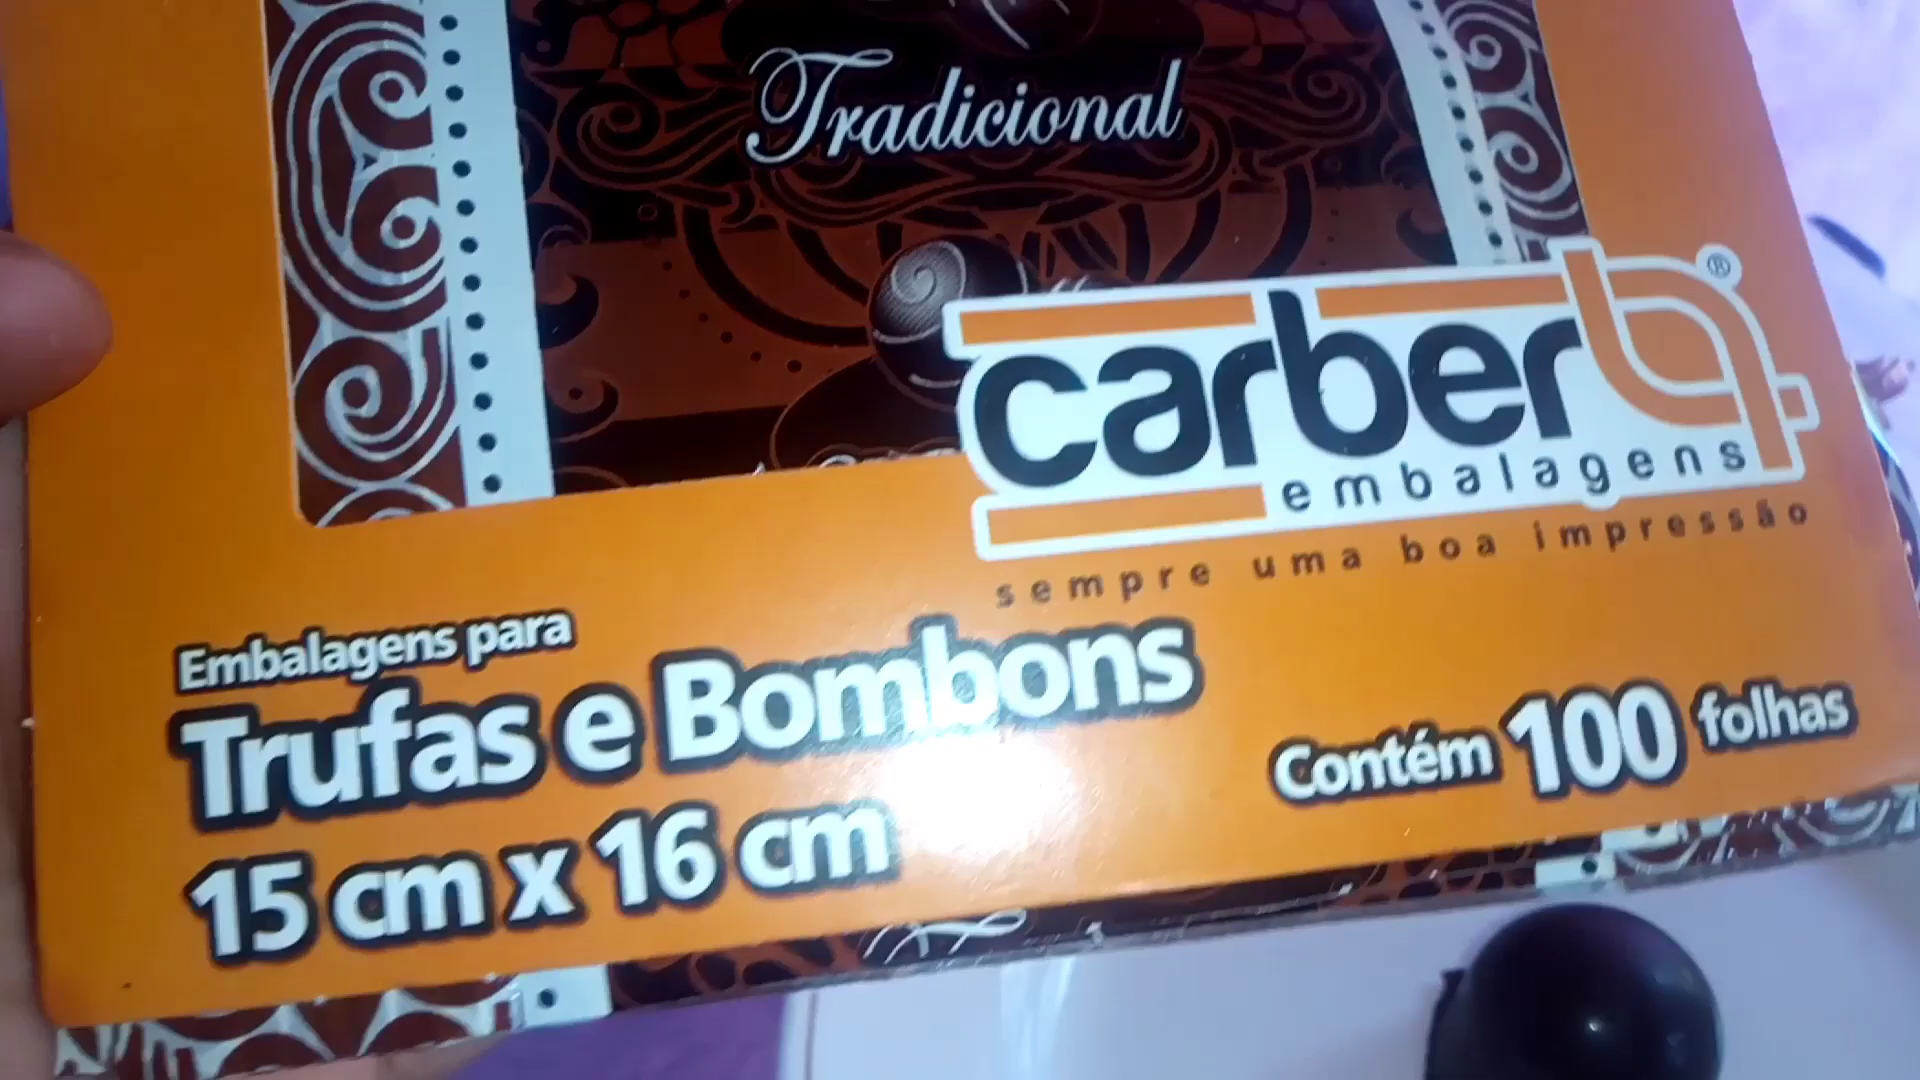 Tradicional
carber
®
embalagens
sempre uma boa impressão
Embalagens para
Trufas e Bombons
15 cm x 16 cm
Contém 100 folhas